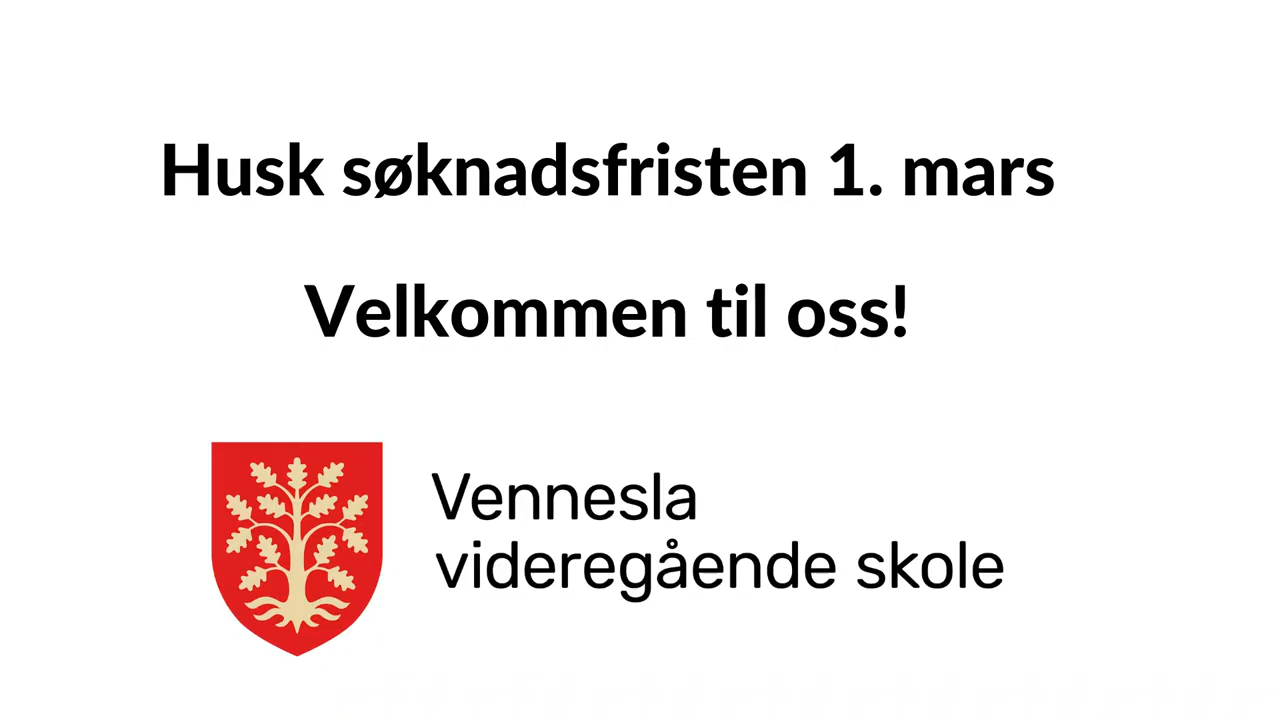 Husk søknadsfristen 1. mars
Velkommen til oss!
Vennesla
videregående skole